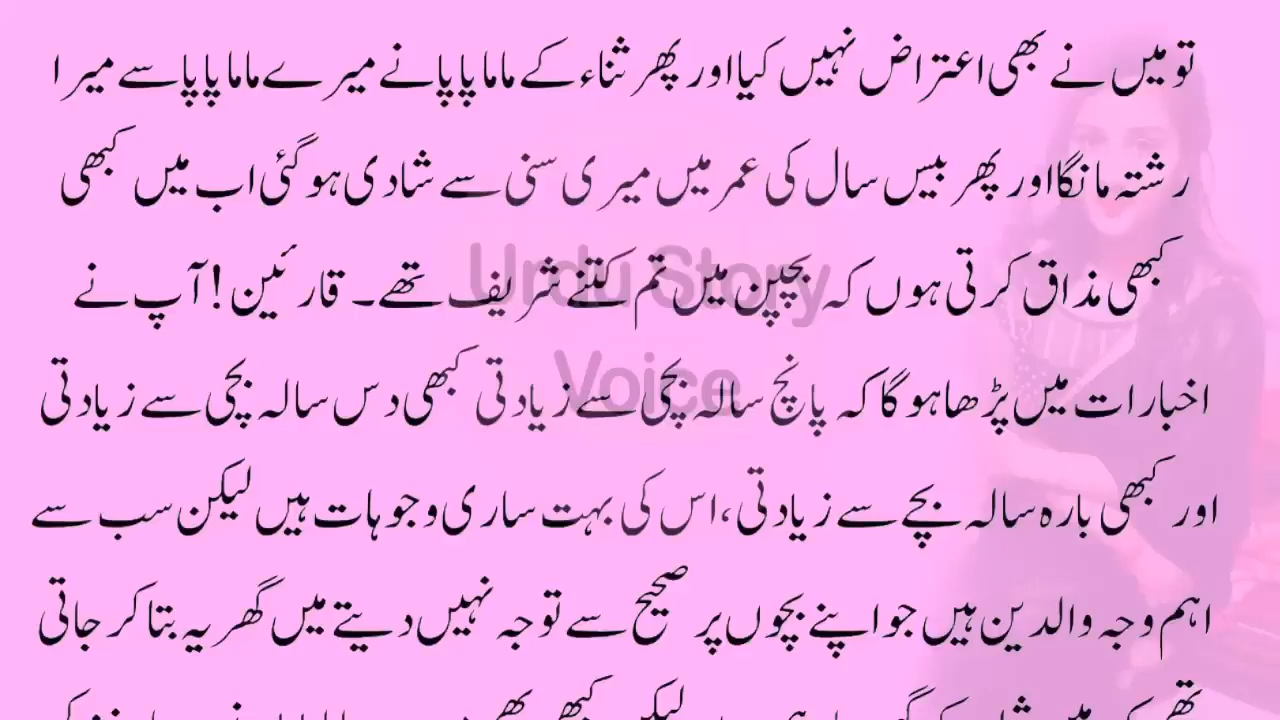 تو میں نے بھی اعتراض نہیں کیا اور پھر ثناء کے ماما پاپا نے میرے ماما پاپا سے میرا
رشتہ مانگا اور پھر بیس سال کی عمر میں میری سنی سے شادی ہو گئی اب میں کبھی
کبھی مذاق کرتی ہوں کہ بچپن میں تم کتنے شریف تھے۔ قارئین! آپ نے
Urdu Story
اخبارات میں پڑھا ہو گا کہ پانچ سالہ بچی سے زیادتی کبھی دس سالہ بچی سے زیادتی
Voice
اور کبھی بارہ سالہ بچے سے زیادتی، اس کی بہت ساری وجوہات ہیں لیکن سب سے
اہم وجہ والدین ہیں جو اپنے بچوں پر صحیح سے توجہ نہیں دیتے میں گھر یہ بتا کر جاتی